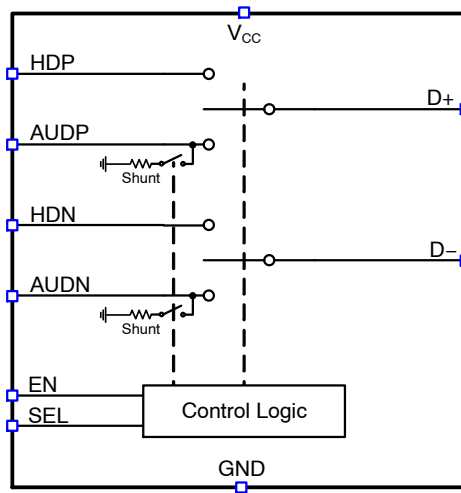 VCC
HDP
D+
AUDP
Shunt
HDN
D−
AUDN
Shunt
EN
SEL
Control Logic
GND